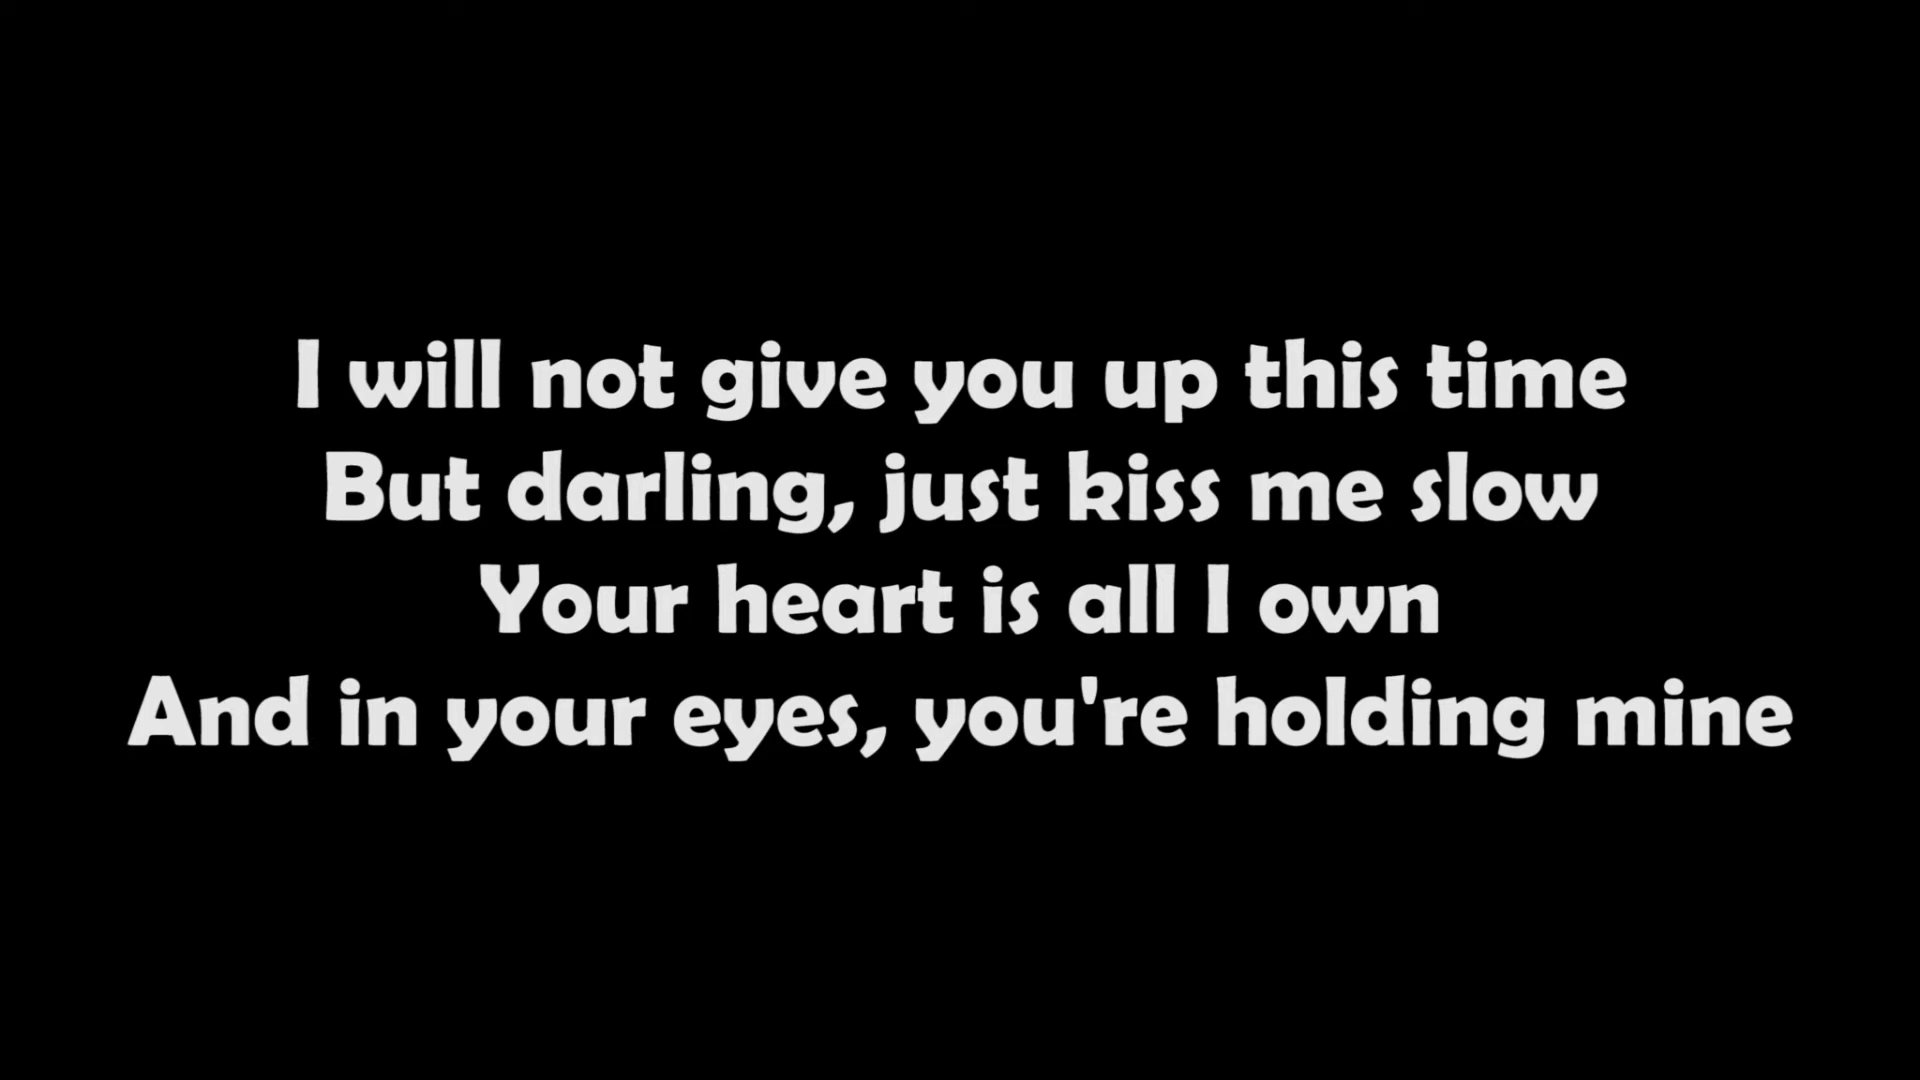 I will not give you up this time
But darling, just kiss me slow
Your heart is all I own
And in your eyes, you're holding mine